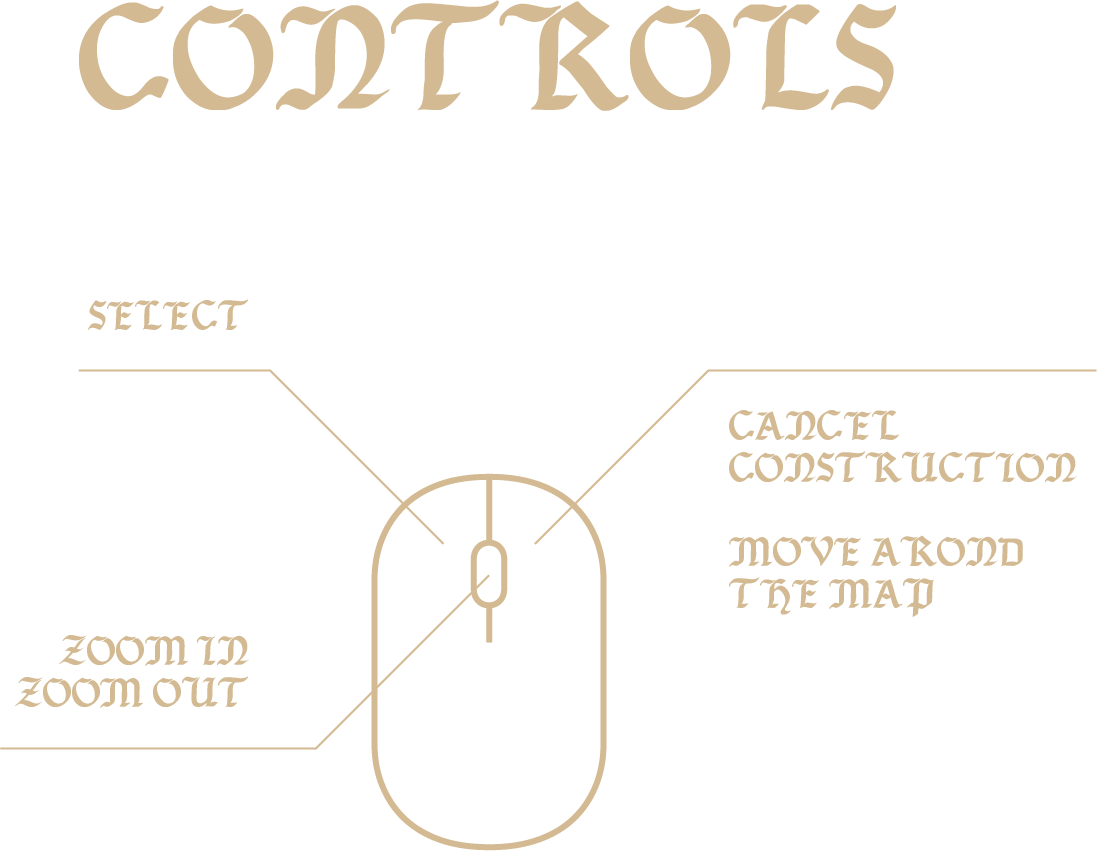 CONTROLS
SELECT
CANCEL
CONSTRUCTION
MOVE AROND
THE MAP
ZOOM IN
ZOOM OUT